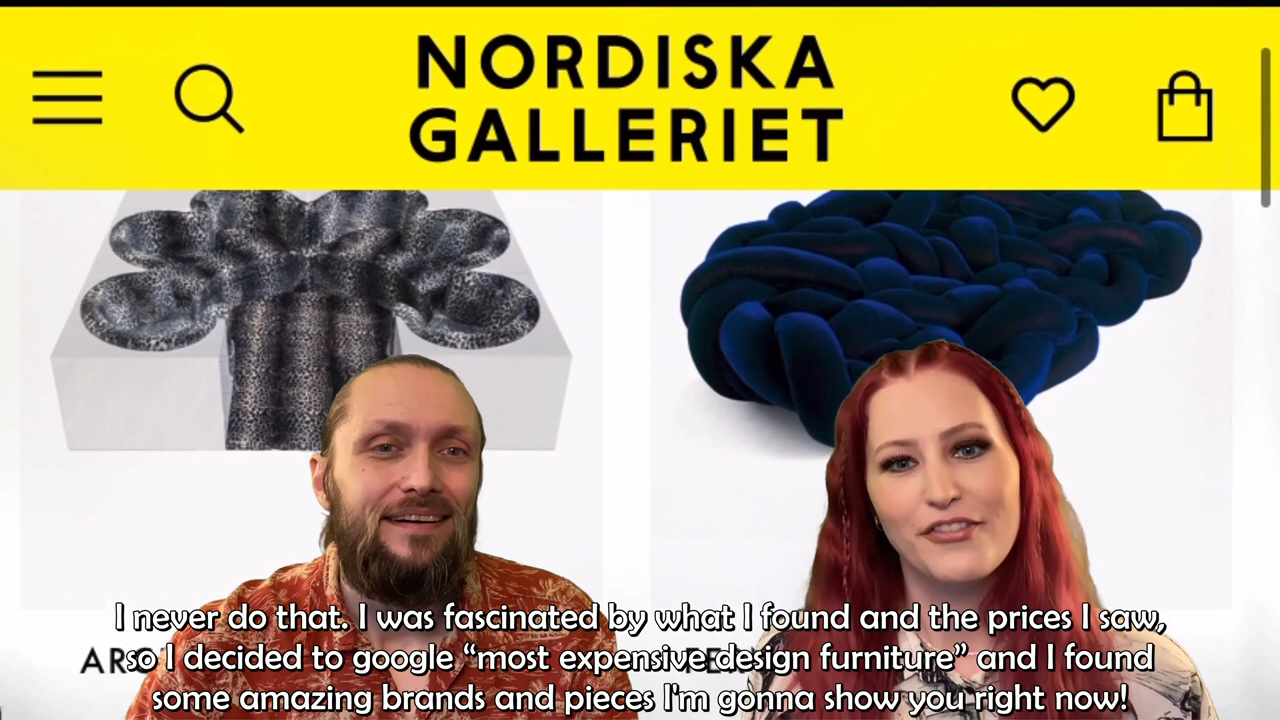 NORDISKA
GALLERIET
I never do that. I was fascinated by what I found and the prices I saw,
so I decided to google “most expensive design furniture” and I found
some amazing brands and pieces I'm gonna show you right now!